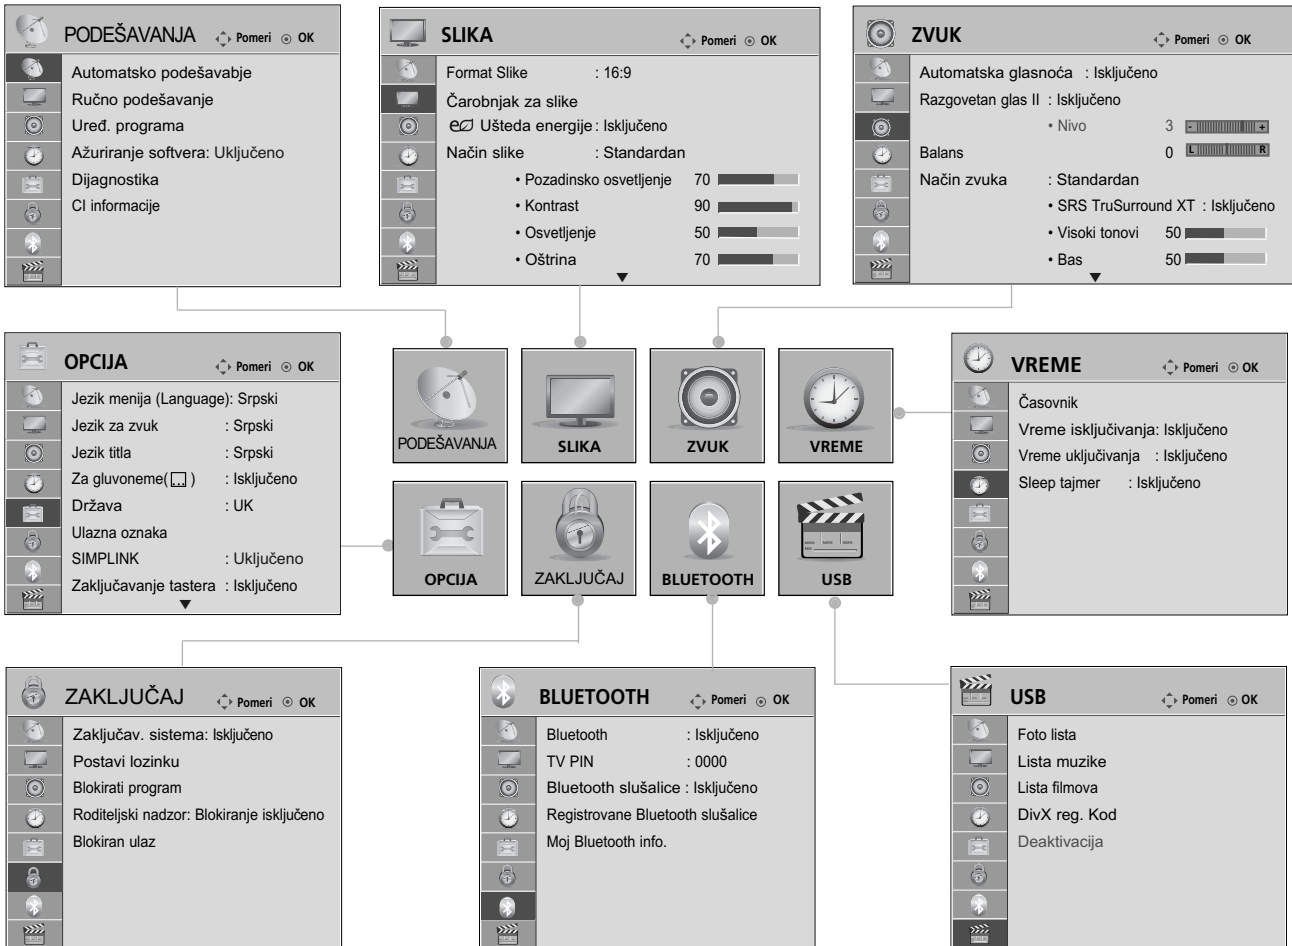 PODEŠAVANJA Pomeri OK
Automatsko podešavabje
Ručno podešavanje
Uređ. programa
Ažuriranje softvera: Uključeno
Dijagnostika
CI informacije
SLIKA Pomeri OK
Format Slike : 16:9
Čarobnjak za slike
e Ušteda energije : Isključeno
Način slike : Standardan
• Pozadinsko osvetljenje 70
• Kontrast 90
• Osvetljenje 50
• Oštrina 70
ZVUK Pomeri OK
Automatska glasnoća : Isključeno
Razgovetan glas II : Isključeno
• Nivo 3 - +
Balans 0 L R
Način zvuka : Standardan
• SRS TruSurround XT : Isključeno
• Visoki tonovi 50
• Bas 50
OPCIJA Pomeri OK
Jezik menija (Language): Srpski
Jezik za zvuk : Srpski
Jezik titla : Srpski
Za gluvoneme( ) : Isključeno
Država : UK
Ulazna oznaka
SIMPLINK : Uključeno
Zaključavanje tastera : Isključeno
PODEŠAVANJA
SLIKA
ZVUK
VREME
OPCIJA
ZAKLJUČAJ
BLUETOOTH
USB
VREME Pomeri OK
Časovnik
Vreme isključivanja: Isključeno
Vreme uključivanja : Isključeno
Sleep tajmer : Isključeno
ZAKLJUČAJ Pomeri OK
Zaključav. sistema: Isključeno
Postavi lozinku
Blokirati program
Roditeljski nadzor: Blokiranje isključeno
Blokiran ulaz
BLUETOOTH Pomeri OK
Bluetooth : Isključeno
TV PIN : 0000
Bluetooth slušalice : Isključeno
Registrovane Bluetooth slušalice
Moj Bluetooth info.
USB Pomeri OK
Foto lista
Lista muzike
Lista filmova
DivX reg. Kod
Deaktivacija